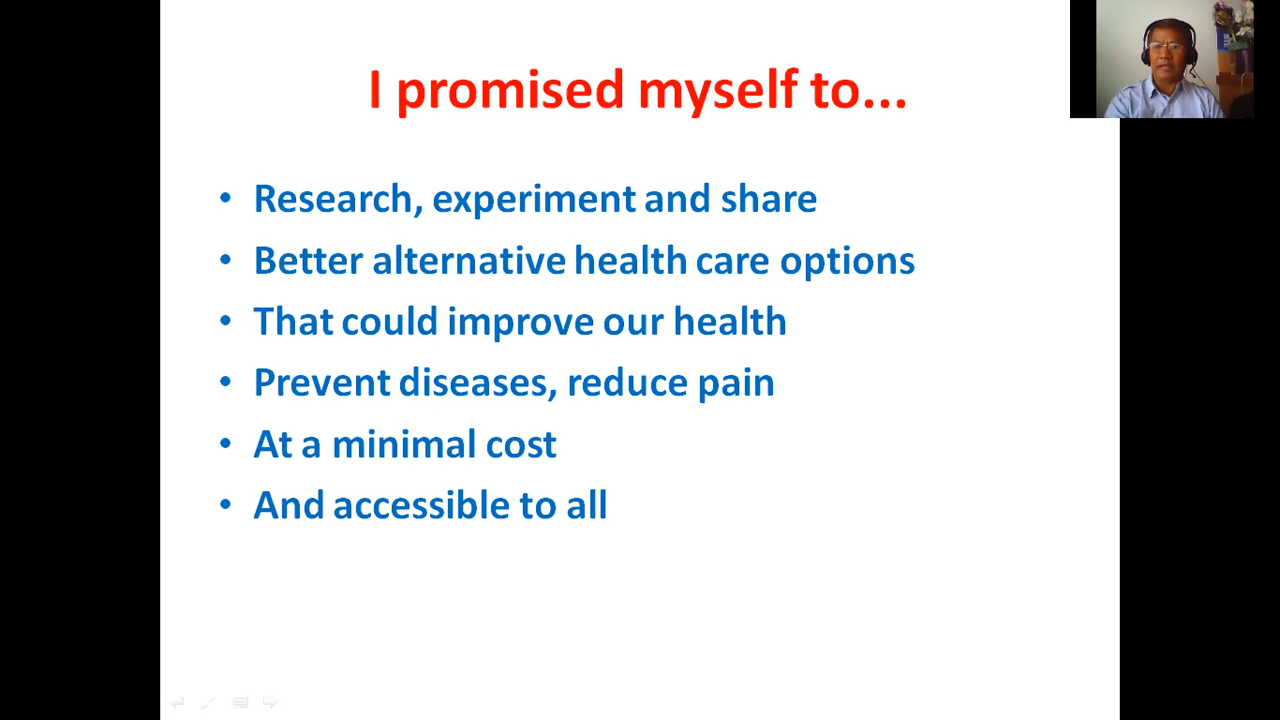 I promised myself to...
• Research, experiment and share
• Better alternative health care options
• That could improve our health
• Prevent diseases, reduce pain
• At a minimal cost
• And accessible to all